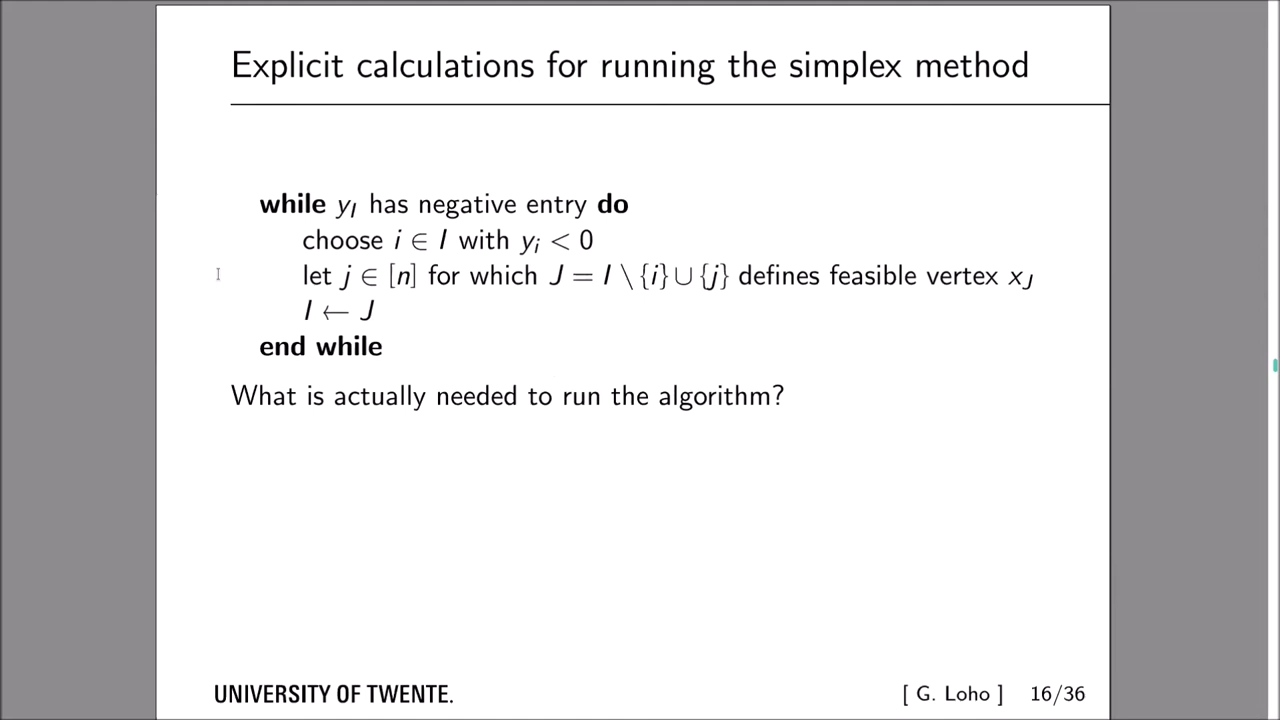 Explicit calculations for running the simplex method
while y_I has negative entry do
choose i ∈ I with y_i < 0
let j ∈ [n] for which J = I \ {i} ∪ {j} defines feasible vertex x_J
I ← J
end while
What is actually needed to run the algorithm?
UNIVERSITY OF TWENTE.
[ G. Loho ] 16/36